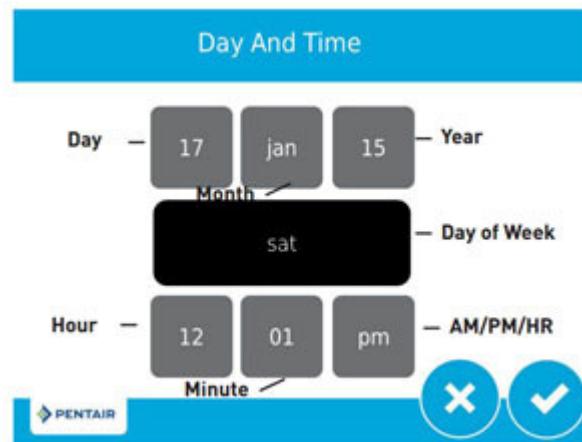 Day And Time
Day 17 jan 15 Year
Month
sat Day of Week
Hour 12 01 pm AM/PM/HR
Minute
PENTAIR